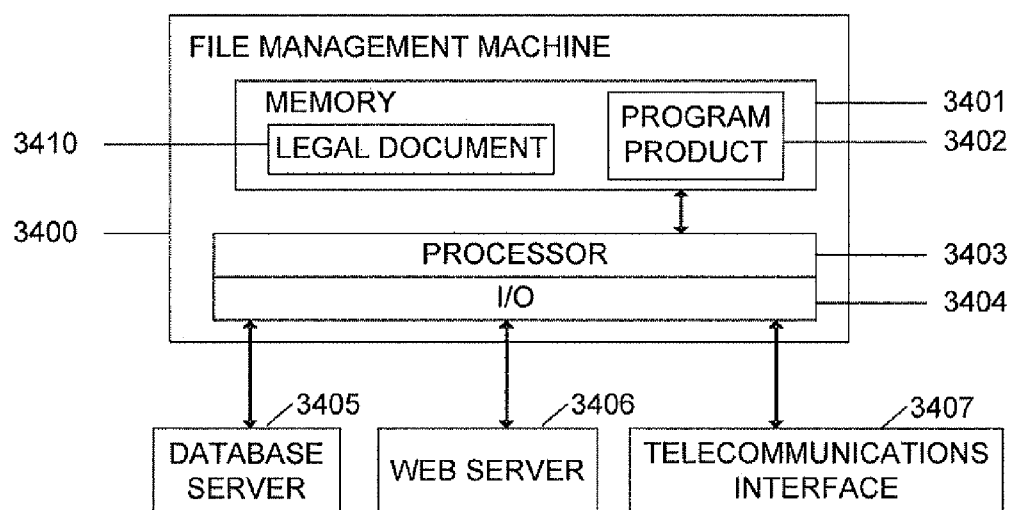 FILE MANAGEMENT MACHINE
MEMORY
3410
LEGAL DOCUMENT
PROGRAM
PRODUCT
3401
3402
3400
PROCESSOR
3403
I/O
3404
3405
3406
3407
DATABASE
SERVER
WEB SERVER
TELECOMMUNICATIONS
INTERFACE